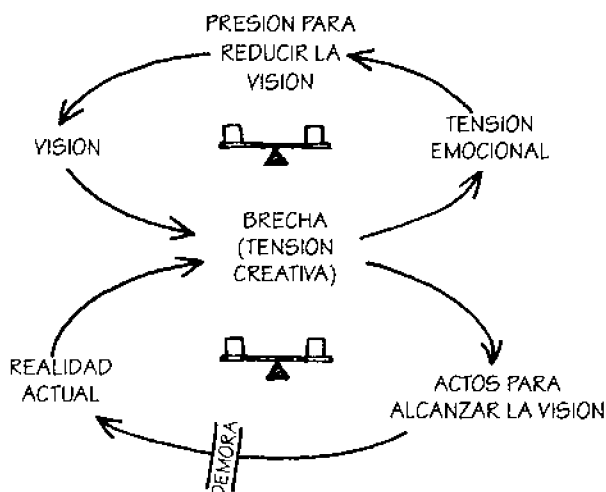 PRESION PARA
REDUCIR LA
VISION
TENSION
EMOCIONAL
VISION
BRECHA
(TENSION
CREATIVA)
REALIDAD
ACTUAL
ACTOS PARA
ALCANZAR LA VISION
DEMORA